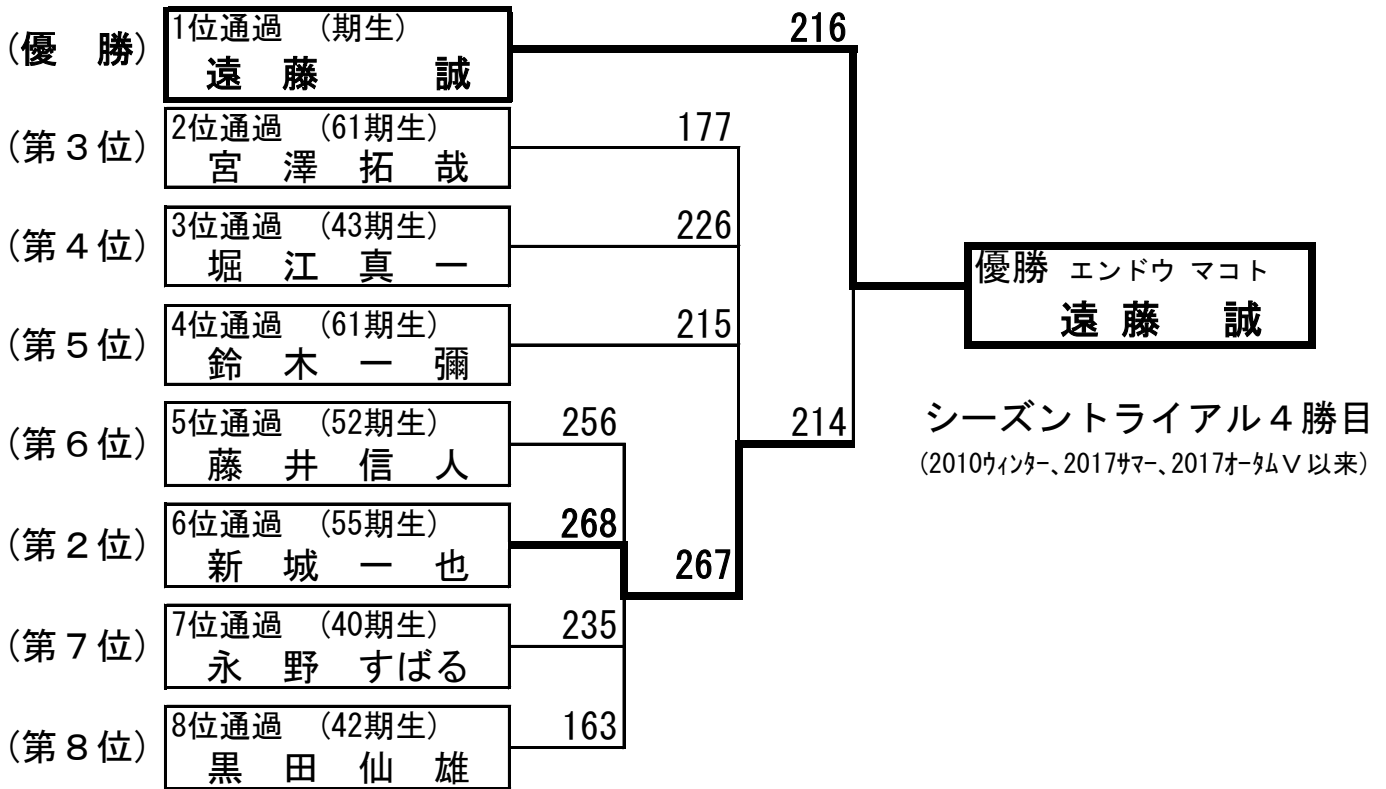 (優　勝)
1位通過　(期生)
遠　藤　　誠
216
(第３位)
2位通過　(61期生)
宮　澤　拓　哉
177
(第４位)
3位通過　(43期生)
堀　江　真　一
226
(第５位)
4位通過　(61期生)
鈴　木　一　彌
215
(第６位)
5位通過　(52期生)
藤　井　信　人
256
(第２位)
6位通過　(55期生)
新　城　一　也
268
267
214
(第７位)
7位通過　(40期生)
永　野　すばる
235
(第８位)
8位通過　(42期生)
黒　田　仙　雄
163
優勝 エンドウ マコト
遠 藤　誠
シーズントライアル４勝目
(2010ｳｨﾝﾀｰ、2017ｻﾏｰ、2017ｵｰﾀﾑＶ以来)